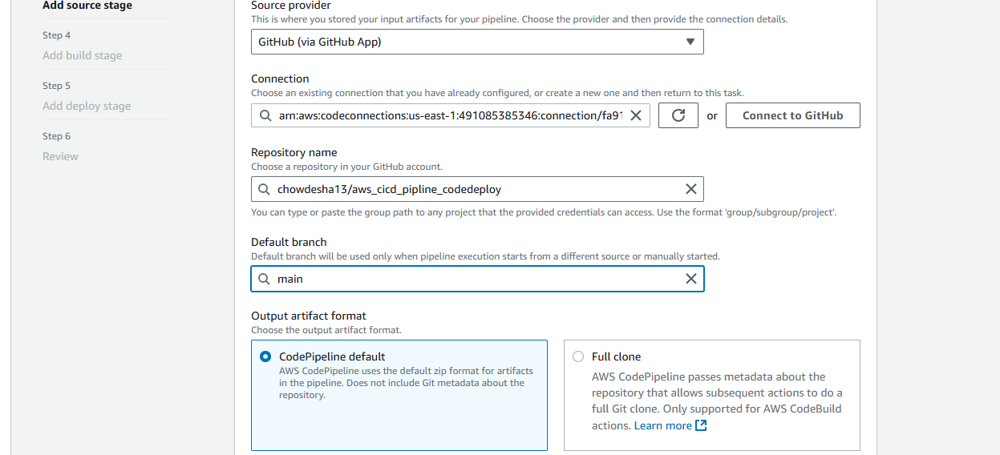 Add source stage
Step 4
Add build stage
Step 5
Add deploy stage
Step 6
Review
Source provider
This is where you stored your input artifacts for your pipeline. Choose the provider and then provide the connection details.
GitHub (via GitHub App)
Connection
Choose an existing connection that you have already configured, or create a new one and then return to this task.
arn:aws:codeconnections:us-east-1:491085385346:connection/fa91
or
Connect to GitHub
Repository name
Choose a repository in your GitHub account.
chowdesha13/aws_cicd_pipline_codedeploy
You can type or paste the group path to any project that the provided credentials can access. Use the format 'group/subgroup/project'.
Default branch
Default branch will be used only when pipeline execution starts from a different source or manually started.
main
Output artifact format
Choose the output artifact format.
CodePipeline default
AWS CodePipeline uses the default zip format for artifacts
in the pipeline. Does not include Git metadata about the
repository.
Full clone
AWS CodePipeline passes metadata about the
repository that allows subsequent actions to do a
full Git clone. Only supported for AWS CodeBuild
actions. Learn more